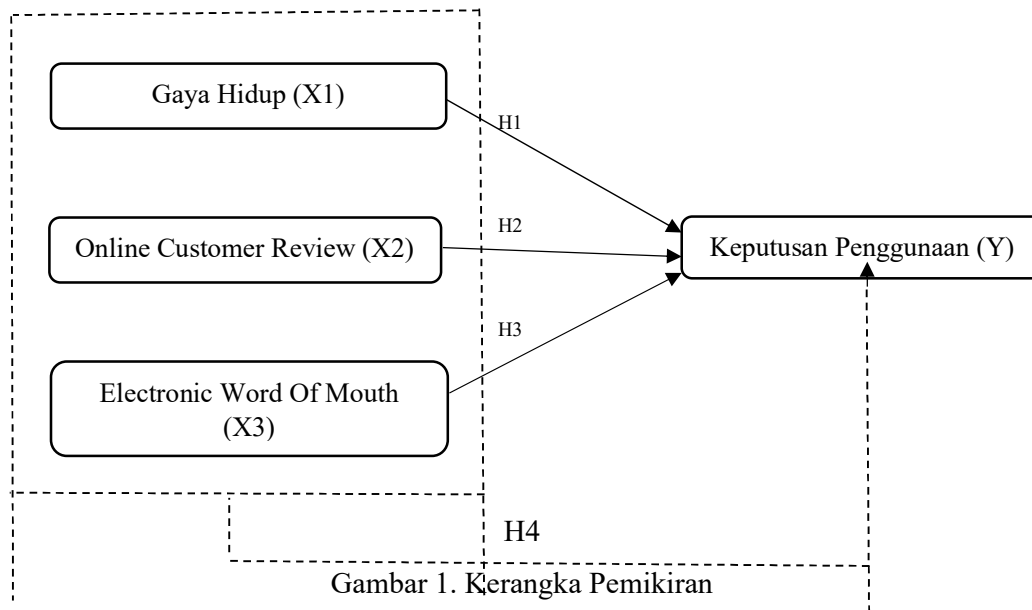 Gaya Hidup (X1)
H1
Online Customer Review (X2)
H2
Keputusan Penggunaan (Y)
H3
Electronic Word Of Mouth
(X3)
H4
Gambar 1. Kerangka Pemikiran